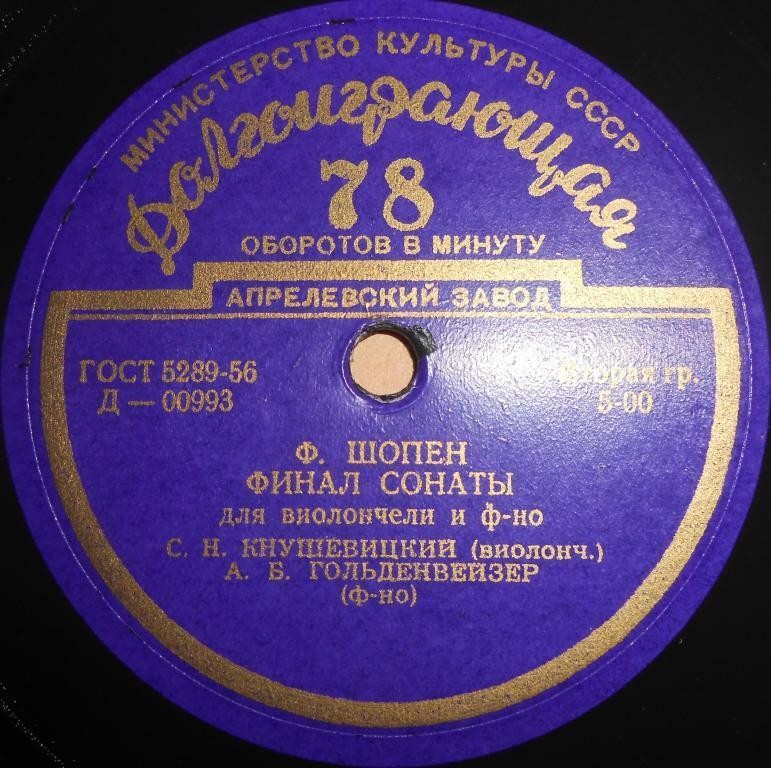 МИНИСТЕРСТВО КУЛЬТУРЫ СССР
Долгоиграющая
78
ОБОРОТОВ В МИНУТУ
АПРЕЛЕВСКИЙ ЗАВОД
ГОСТ 5289-56
Д — 00993
Вторая гр.
5-00
Ф. ШОПЕН
ФИНАЛ СОНАТЫ
для виолончели и ф-но
С. Н. КНУШЕВИЦКИЙ (виолонч.)
А. Б. ГОЛЬДЕНВЕЙЗЕР
(ф-но)